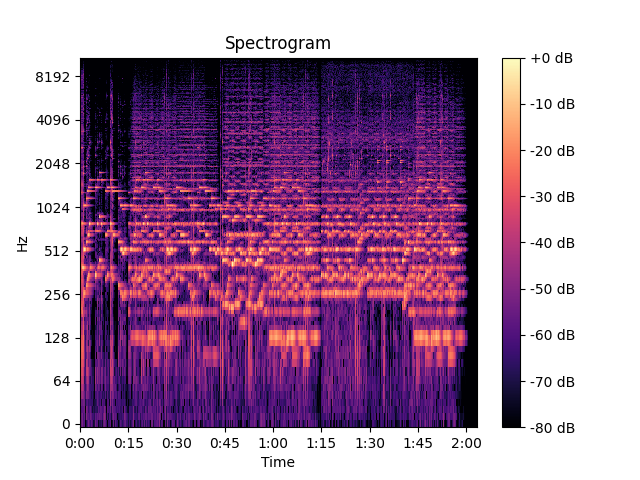 Spectrogram
8192
4096
2048
1024
512
256
128
64
0
Hz
0:00 0:15 0:30 0:45 1:00 1:15 1:30 1:45 2:00
Time
+0 dB
-10 dB
-20 dB
-30 dB
-40 dB
-50 dB
-60 dB
-70 dB
-80 dB